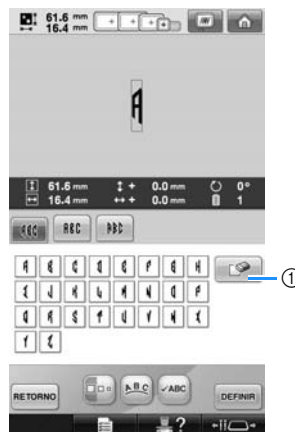 61.6 mm
16.4 mm
A
61.6 mm 0.0 mm 0°
16.4 mm 0.0 mm 1
ABC ABC ABC
A B C D E F G H
I J K L M N O P
Q R S T U V W X
Y Z
①
ABC ✓ABC
RETORNO DEFINIR
?